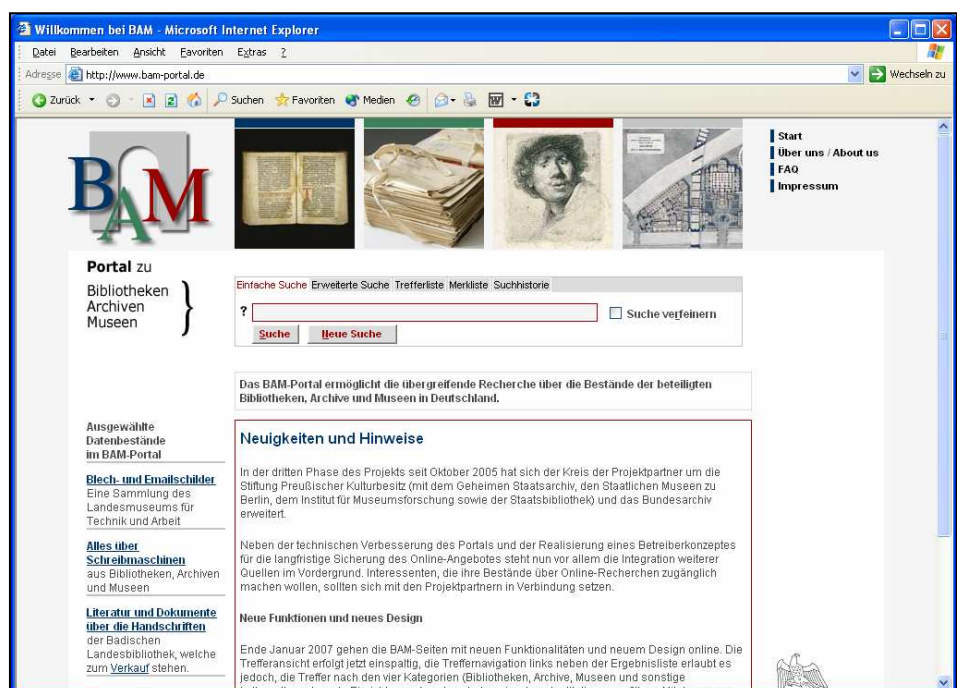 Willkommen bei BAM - Microsoft Internet Explorer
Datei Bearbeiten Ansicht Favoriten Extras ?
Adresse http://www.bam-portal.de Wechseln zu
Zurück Suchen Favoriten Medien
BAM
Start
Über uns / About us
FAQ
Impressum
Portal zu
Bibliotheken
Archiven
Museen
Einfache Suche Erweiterte Suche Trefferliste Merkliste Suchhistorie
? Suche verfeinern
Suche Neue Suche
Das BAM-Portal ermöglicht die übergreifende Recherche über die Bestände der beteiligten
Bibliotheken, Archive und Museen in Deutschland.
Ausgewählte
Datenbestände
im BAM-Portal
Blech- und Emailschilder
Eine Sammlung des
Landesmuseums für
Technik und Arbeit
Alles über
Schreibmaschinen
aus Bibliotheken, Archiven
und Museen
Literatur und Dokumente
über die Handschriften
der Badischen
Landesbibliothek, welche
zum Verkauf stehen.
Neuigkeiten und Hinweise
In der dritten Phase des Projekts seit Oktober 2005 hat sich der Kreis der Projektpartner um die
Stiftung Preußischer Kulturbesitz (mit dem Geheimen Staatsarchiv, den Staatlichen Museen zu
Berlin, dem Institut für Museumsforschung sowie der Staatsbibliothek) und das Bundesarchiv
erweitert.
Neben der technischen Verbesserung des Portals und der Realisierung eines Betreiberkonzeptes
für die langfristige Sicherung des Online-Angebotes steht nun vor allem die Integration weiterer
Quellen im Vordergrund. Interessenten, die ihre Bestände über Online-Recherchen zugänglich
machen wollen, sollten sich mit den Projektpartnern in Verbindung setzen.
Neue Funktionen und neues Design
Ende Januar 2007 gehen die BAM-Seiten mit neuen Funktionalitäten und neuem Design online. Die
Trefferansicht erfolgt jetzt einspaltig, die Treffernavigation links neben der Ergebnisliste erlaubt es
jedoch, die Treffer nach den vier Kategorien (Bibliotheken, Archive, Museen und sonstige